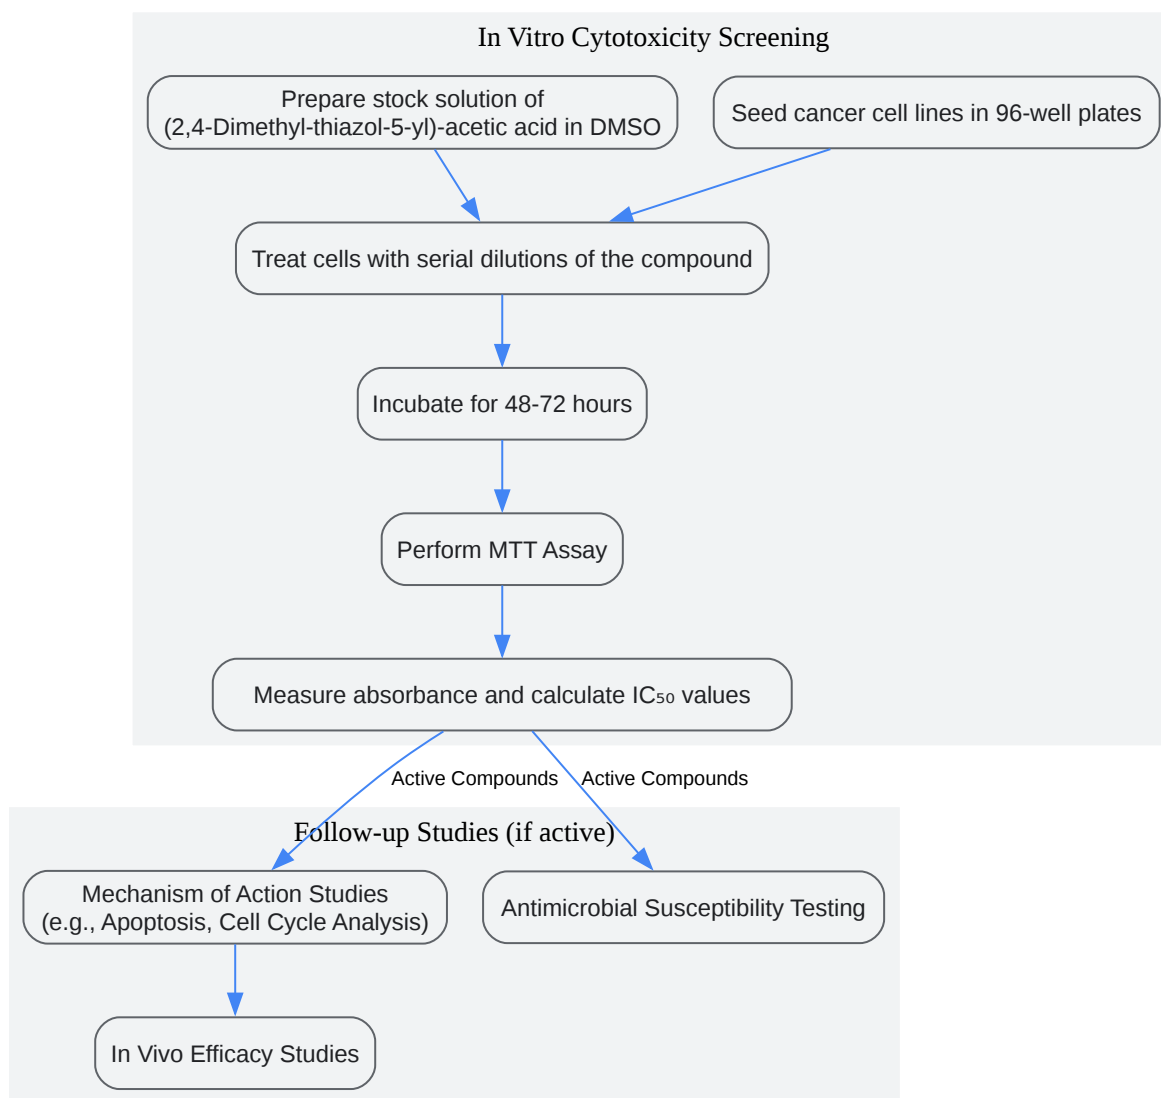 In Vitro Cytotoxicity Screening
Prepare stock solution of
(2,4-Dimethyl-thiazol-5-yl)-acetic acid in DMSO
Seed cancer cell lines in 96-well plates
Treat cells with serial dilutions of the compound
Incubate for 48-72 hours
Perform MTT Assay
Measure absorbance and calculate IC₅₀ values
Active Compounds
Active Compounds
Follow-up Studies (if active)
Mechanism of Action Studies
(e.g., Apoptosis, Cell Cycle Analysis)
Antimicrobial Susceptibility Testing
In Vivo Efficacy Studies